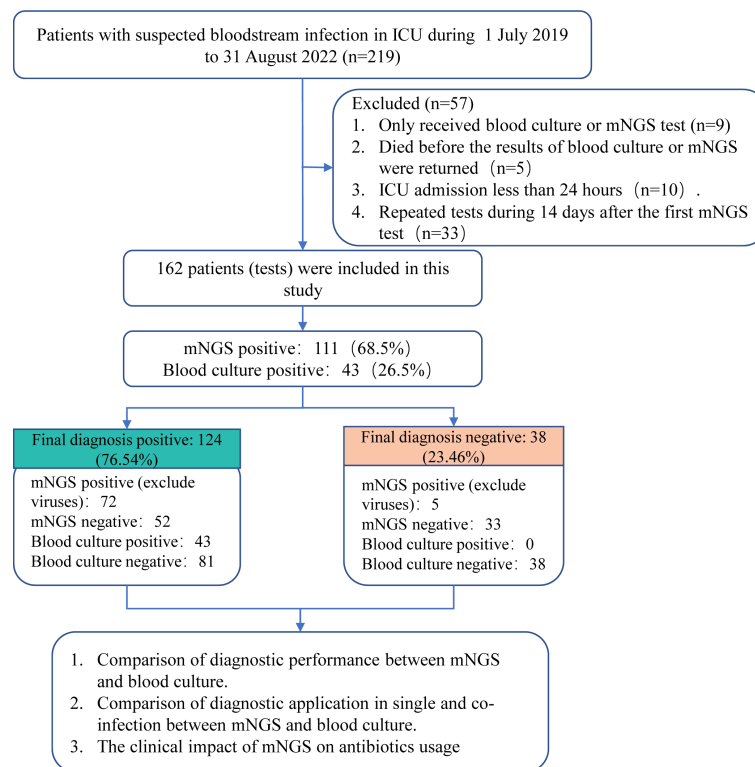 Patients with suspected bloodstream infection in ICU during 1 July 2019
to 31 August 2022 (n=219)
Excluded (n=57)
1. Only received blood culture or mNGS test (n=9)
2. Died before the results of blood culture or mNGS
were returned（n=5）
3. ICU admission less than 24 hours（n=10）.
4. Repeated tests during 14 days after the first mNGS
test（n=33）
162 patients (tests) were included in this
study
mNGS positive：111（68.5%）
Blood culture positive：43（26.5%）
Final diagnosis positive: 124
(76.54%)
mNGS positive (exclude
viruses)：72
mNGS negative：52
Blood culture positive：43
Blood culture negative：81
Final diagnosis negative: 38
(23.46%)
mNGS positive (exclude
viruses)：5
mNGS negative：33
Blood culture positive：0
Blood culture negative：38
1. Comparison of diagnostic performance between mNGS
and blood culture.
2. Comparison of diagnostic application in single and co-
infection between mNGS and blood culture.
3. The clinical impact of mNGS on antibiotics usage